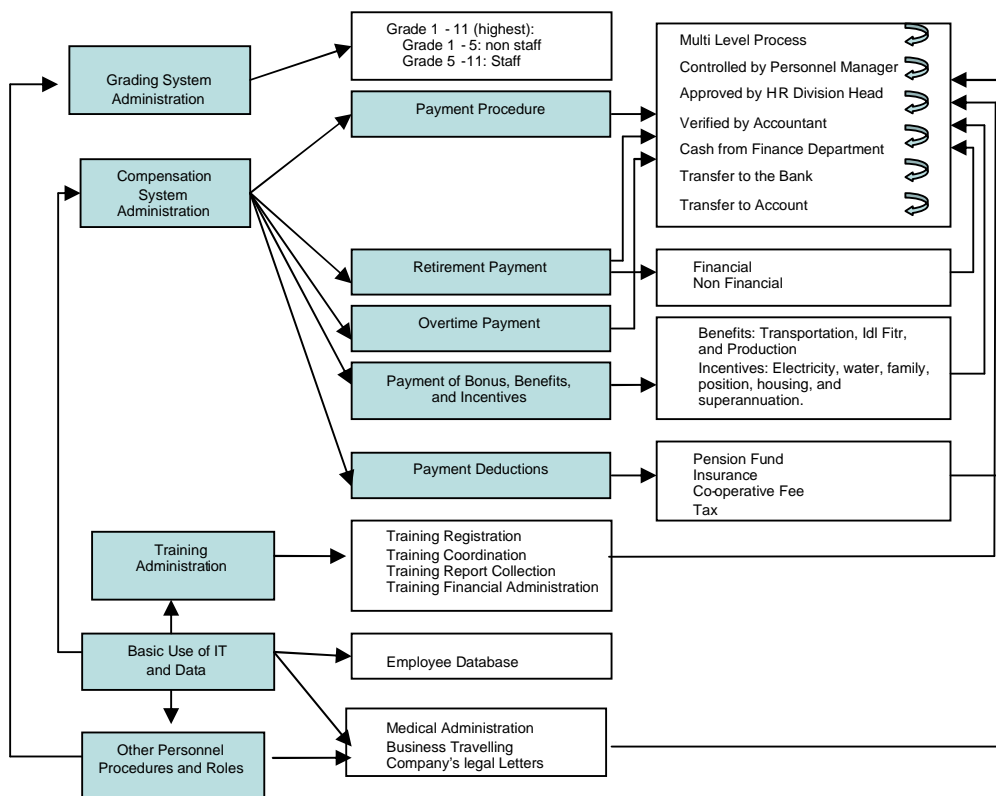 Grade 1 - 11 (highest):
Grade 1 - 5: non staff
Grade 5 -11: Staff
Grading System
Administration
Payment Procedure
Multi Level Process
Controlled by Personnel Manager
Approved by HR Division Head
Verified by Accountant
Cash from Finance Department
Transfer to the Bank
Transfer to Account
Compensation
System
Administration
Retirement Payment
Financial
Non Financial
Overtime Payment
Benefits: Transportation, Idl Fitr,
and Production
Incentives: Electricity, water, family,
position, housing, and
superannuation.
Payment of Bonus, Benefits,
and Incentives
Payment Deductions
Pension Fund
Insurance
Co-operative Fee
Tax
Training
Administration
Training Registration
Training Coordination
Training Report Collection
Training Financial Administration
Basic Use of IT
and Data
Employee Database
Other Personnel
Procedures and Roles
Medical Administration
Business Travelling
Company's legal Letters